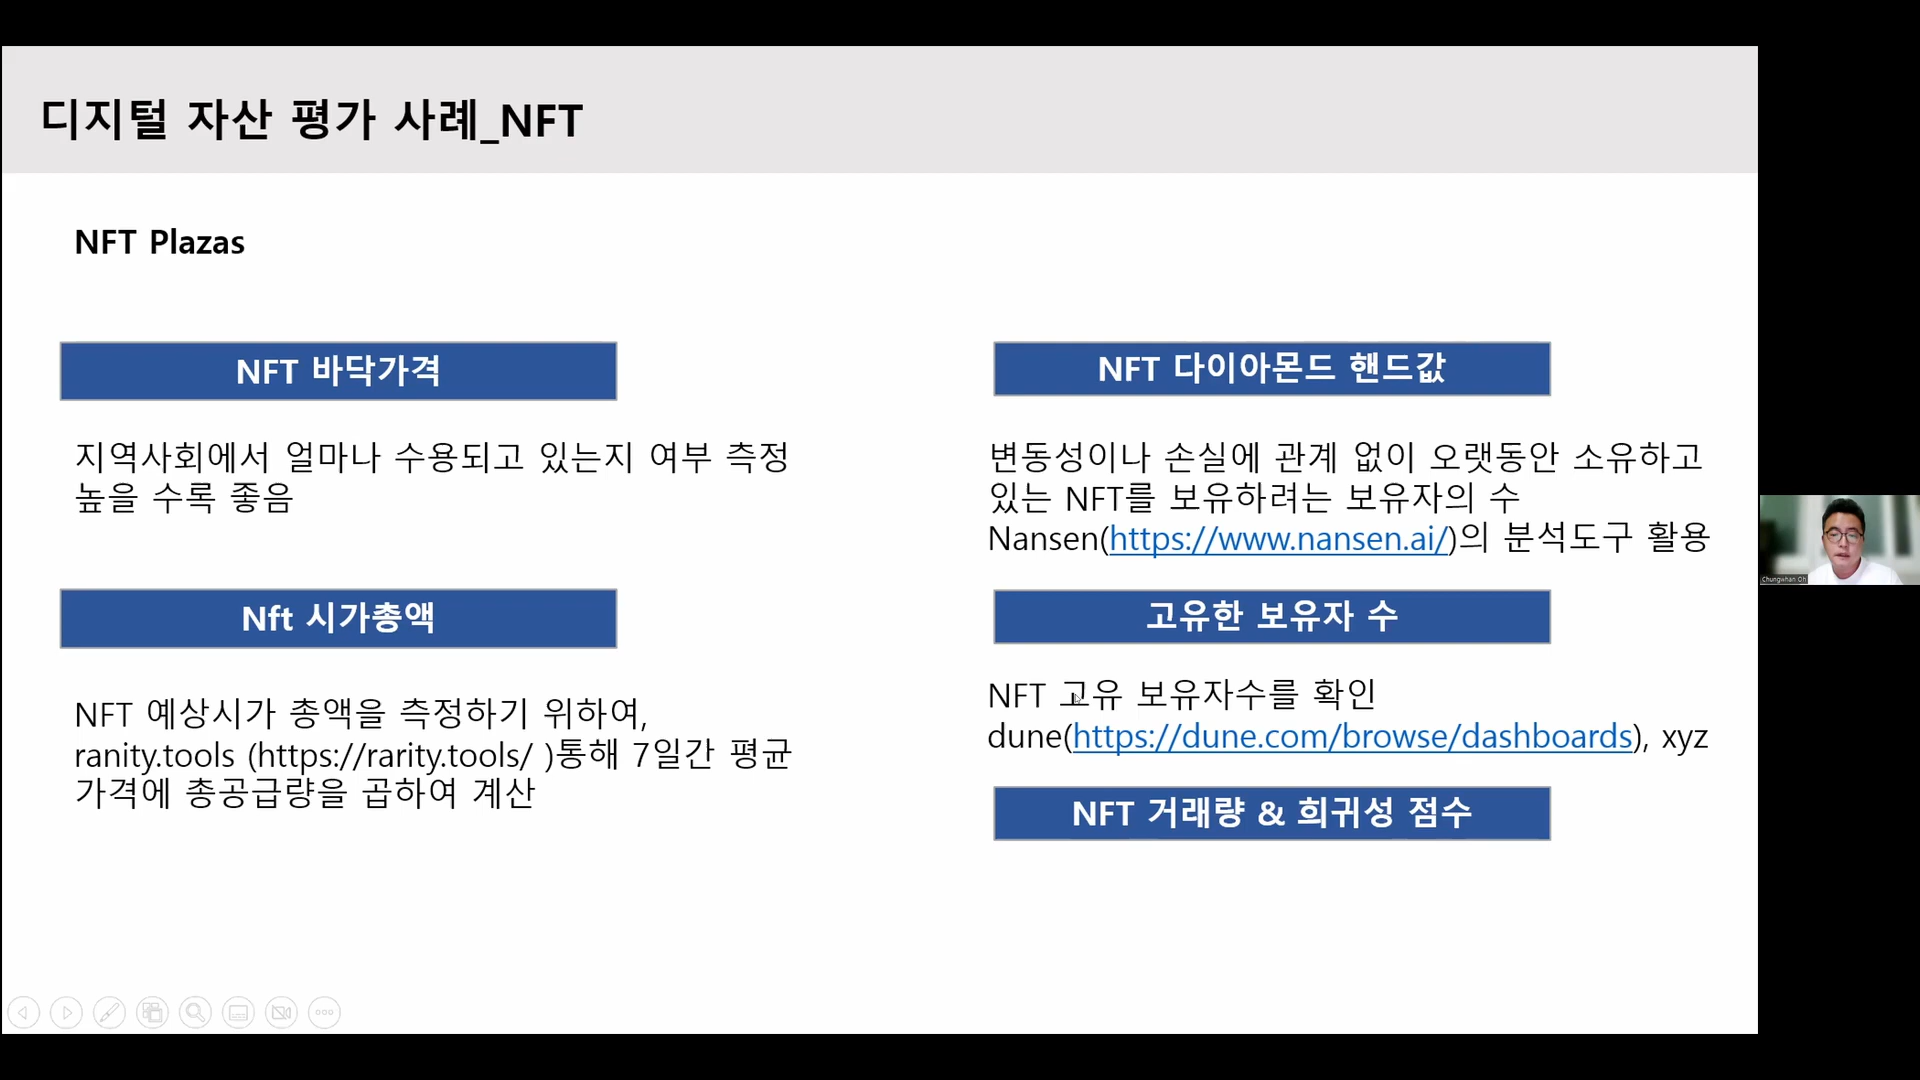 디지털 자산 평가 사례_NFT
NFT Plazas
NFT 바닥가격
지역사회에서 얼마나 수용되고 있는지 여부 측정
높을 수록 좋음
Nft 시가총액
NFT 예상시가 총액을 측정하기 위하여,
ranity.tools (https://rarity.tools/ )통해 7일간 평균
가격에 총공급량을 곱하여 계산
NFT 다이아몬드 핸드값
변동성이나 손실에 관계 없이 오랫동안 소유하고
있는 NFT를 보유하려는 보유자의 수
Nansen(https://www.nansen.ai/)의 분석도구 활용
고유한 보유자 수
NFT 고유 보유자수를 확인
dune(https://dune.com/browse/dashboards), xyz
NFT 거래량 & 희귀성 점수
Chungwhan Oh